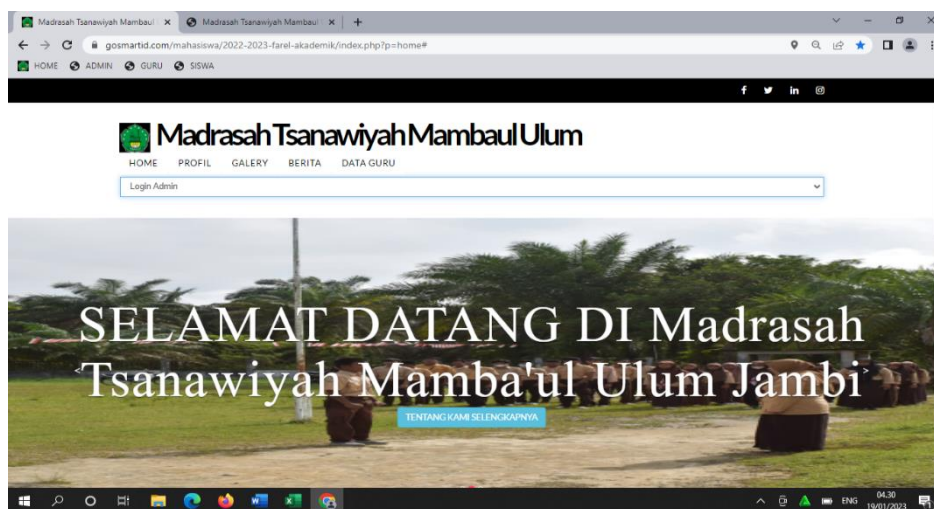 Madrasah Tsanawiyah Mambaul
Madrasah Tsanawiyah Mambaul
gosmartid.com/mahasiswa/2022-2023-farel-akademik/index.php?p=home#
HOME ADMIN GURU SISWA
Madrasah Tsanawiyah Mambaul Ulum
HOME PROFIL GALERY BERITA DATA GURU
Login Admin
SELAMAT DATANG DI Madrasah
Tsanawiyah Mamba'ul Ulum Jambi
TENTANG KAMI SELENGKAPNYA
ENG
04.30
19/01/2023